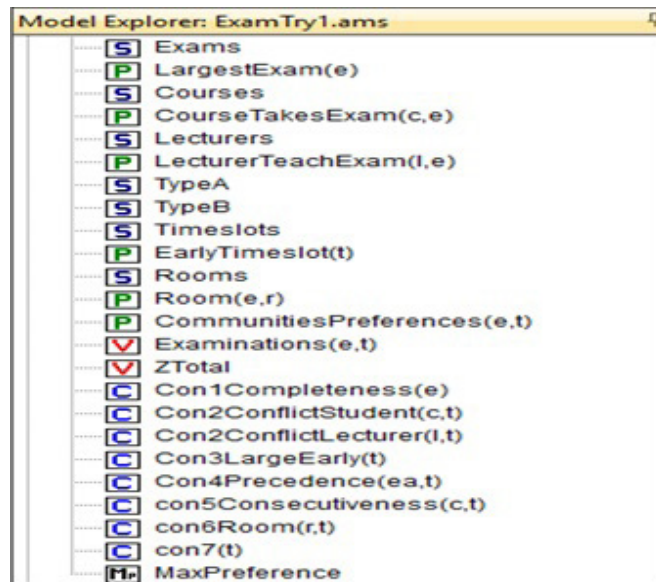 Model Explorer: ExamTry1.ams
S Exams
P LargestExam(e)
S Courses
P CourseTakesExam(c,e)
S Lecturers
P LecturerTeachExam(l,e)
S TypeA
S TypeB
S Timeslots
P EarlyTimeslot(t)
S Rooms
P Room(e,r)
P CommunitiesPreferences(e,t)
V Examinations(e,t)
V ZTotal
C Con1Completeness(e)
C Con2ConflictStudent(c,t)
C Con2ConflictLecturer(l,t)
C Con3LargeEarly(t)
C Con4Precedence(ea,t)
C con5Consecutiveness(c,t)
C con6Room(r,t)
C con7(t)
MP MaxPreference